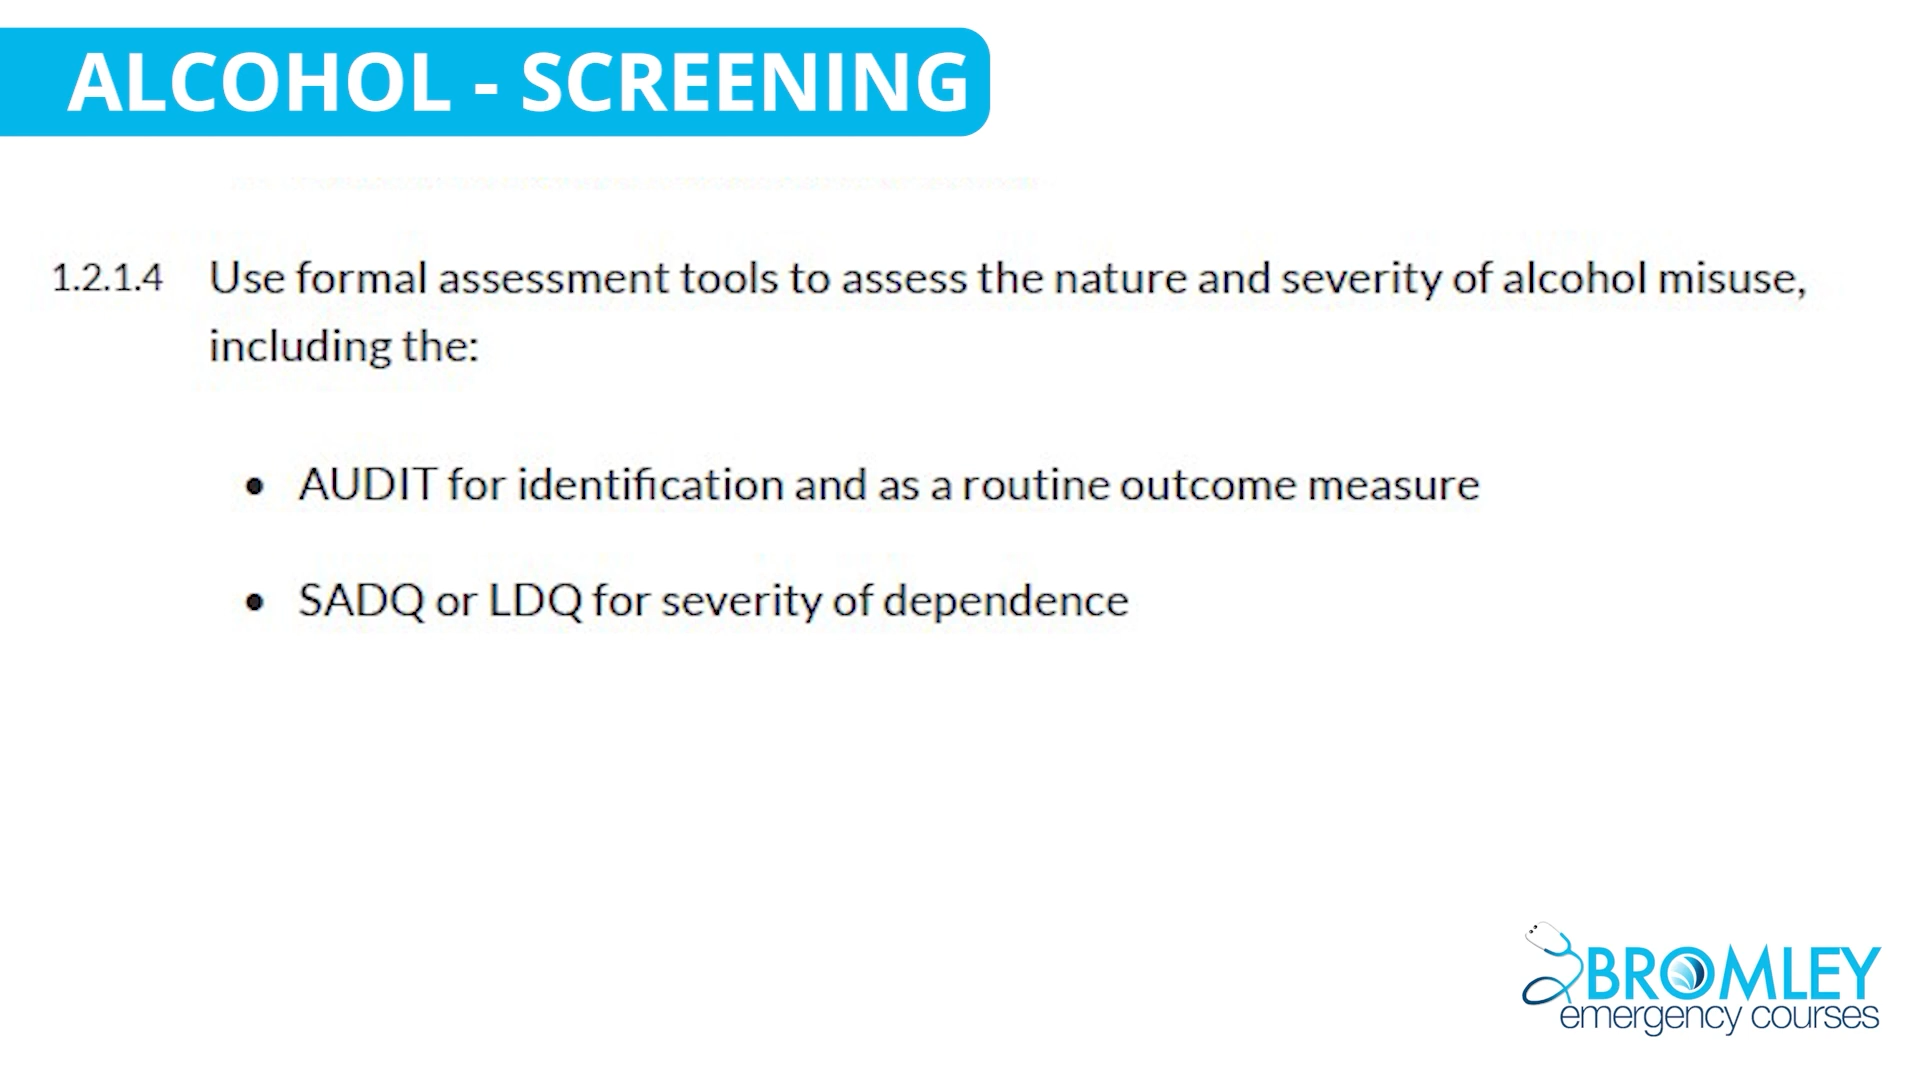 ALCOHOL - SCREENING
1.2.1.4 Use formal assessment tools to assess the nature and severity of alcohol misuse,
including the:
• AUDIT for identification and as a routine outcome measure
• SADQ or LDQ for severity of dependence
BROMLEY
emergency courses